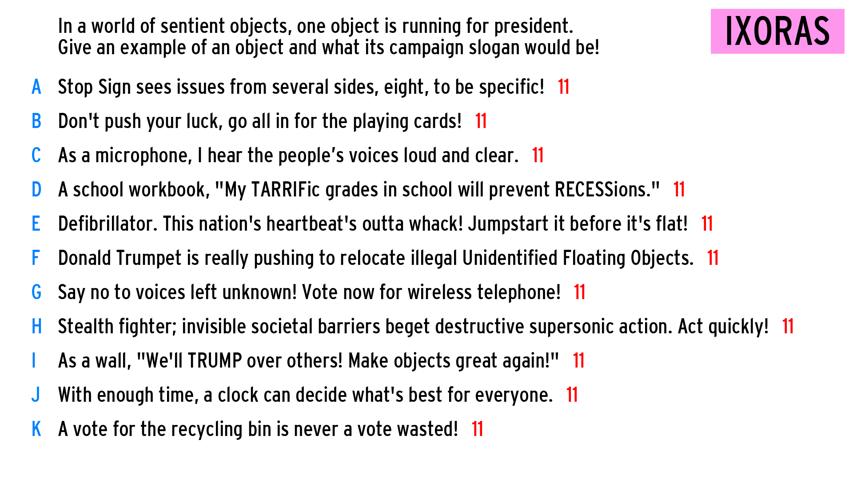 In a world of sentient objects, one object is running for president.
Give an example of an object and what its campaign slogan would be!
IXORAS
A Stop Sign sees issues from several sides, eight, to be specific! 11
B Don't push your luck, go all in for the playing cards! 11
C As a microphone, I hear the people’s voices loud and clear. 11
D A school workbook, "My TARRIFic grades in school will prevent RECESSions." 11
E Defibrillator. This nation's heartbeat's outta whack! Jumpstart it before it's flat! 11
F Donald Trumpet is really pushing to relocate illegal Unidentified Floating Objects. 11
G Say no to voices left unknown! Vote now for wireless telephone! 11
H Stealth fighter; invisible societal barriers beget destructive supersonic action. Act quickly! 11
I As a wall, "We'll TRUMP over others! Make objects great again!" 11
J With enough time, a clock can decide what's best for everyone. 11
K A vote for the recycling bin is never a vote wasted! 11